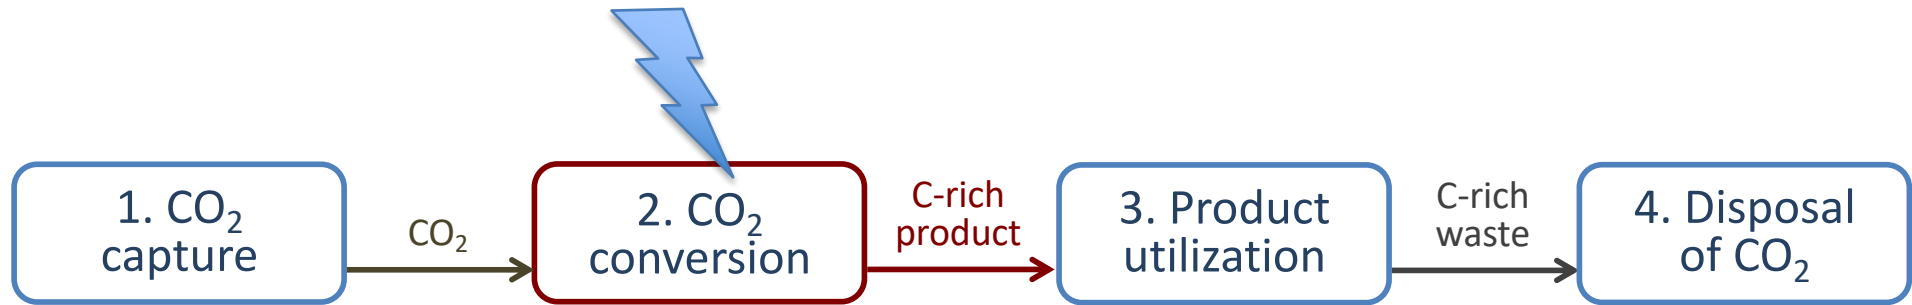 1. CO₂
capture
CO₂
2. CO₂
conversion
C-rich
product
3. Product
utilization
C-rich
waste
4. Disposal
of CO₂